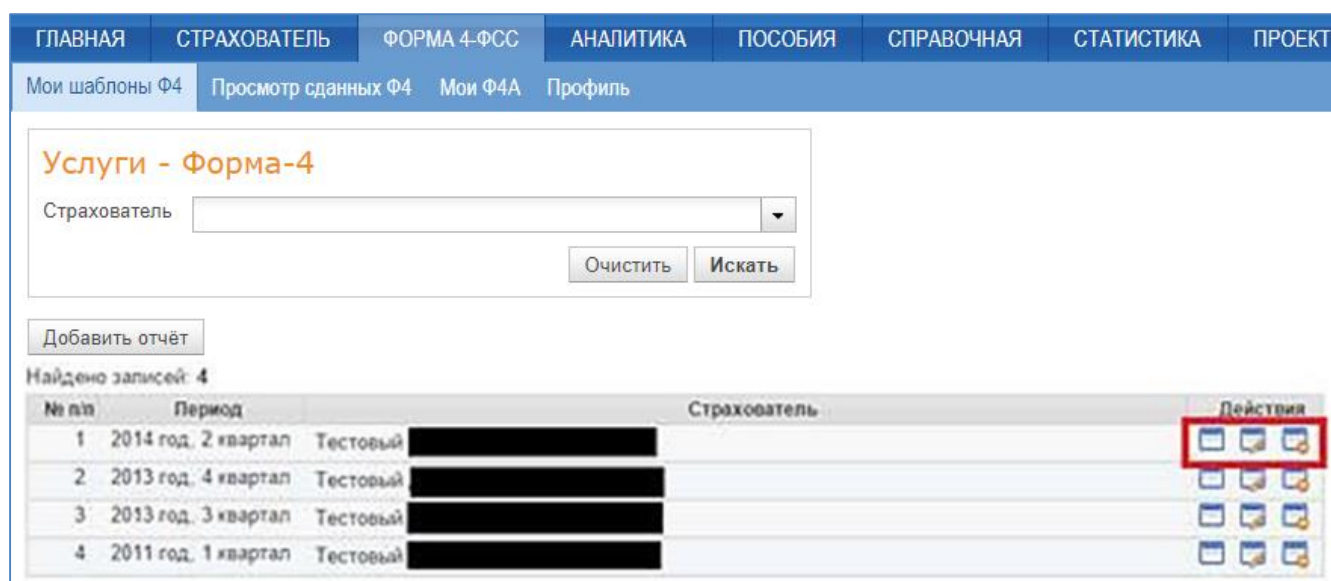 ГЛАВНАЯ СТРАХОВАТЕЛЬ ФОРМА 4-ФСС АНАЛИТИКА ПОСОБИЯ СПРАВОЧНАЯ СТАТИСТИКА ПРОЕКТ
Мои шаблоны Ф4 Просмотр сданных Ф4 Мои Ф4А Профиль
Услуги - Форма-4
Страхователь
Очистить Искать
Добавить отчёт
Найдено записей: 4
№ п/п Период Страхователь Действия
1 2014 год, 2 квартал Тестовый
2 2013 год, 4 квартал Тестовый
3 2013 год, 3 квартал Тестовый
4 2011 год, 1 квартал Тестовый